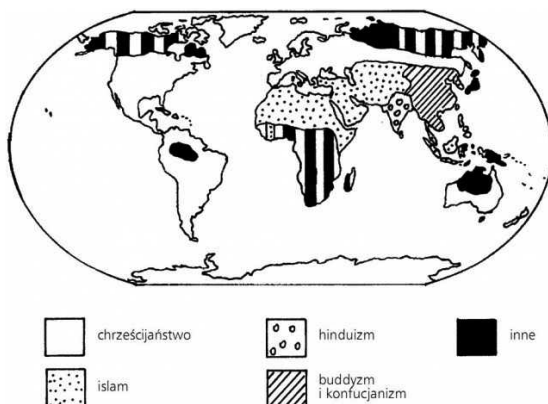 chrześcijaństwo
hinduizm
inne
islam
buddyzm
i konfucjanizm